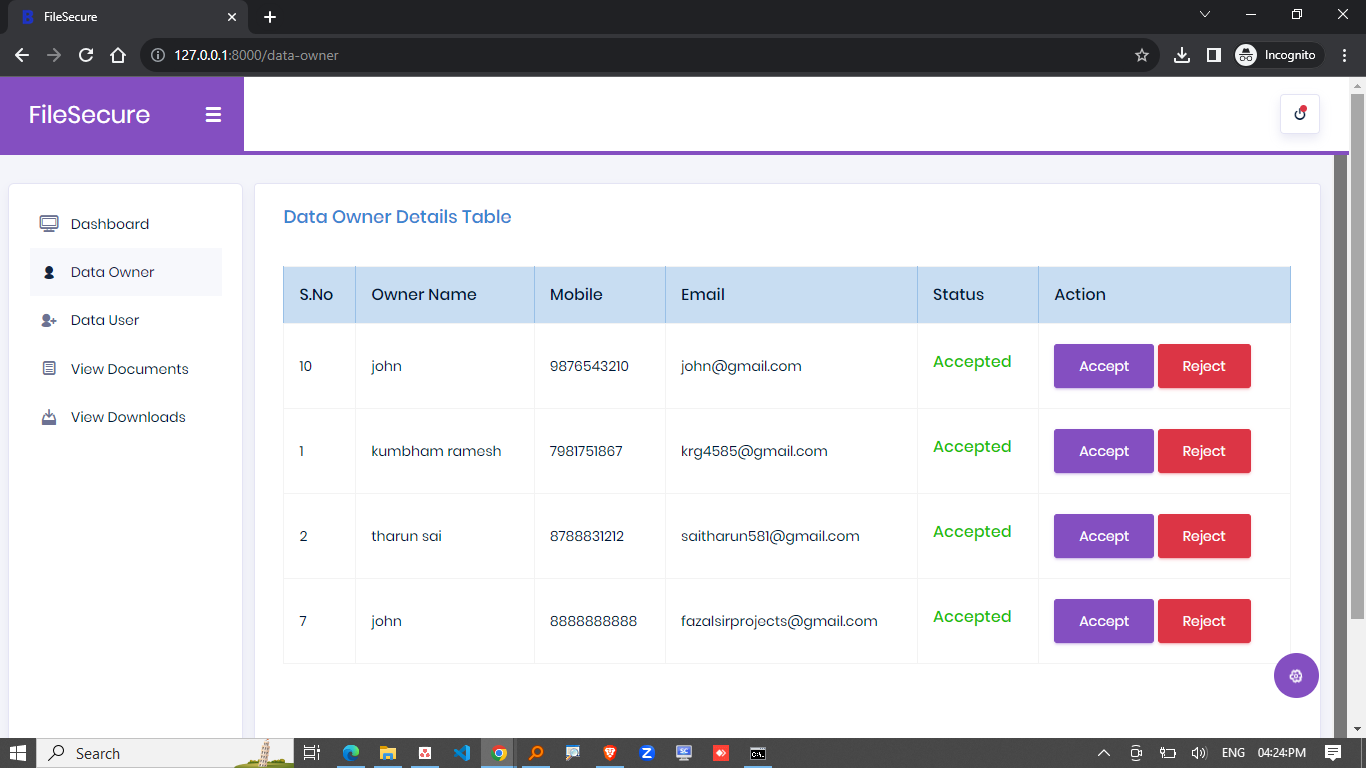 FileSecure
127.0.0.1:8000/data-owner
Incognito
FileSecure
Dashboard
Data Owner
Data User
View Documents
View Downloads
Data Owner Details Table
S.No Owner Name Mobile Email Status Action
10 john 9876543210 john@gmail.com Accepted Accept Reject
1 kumbham ramesh 7981751867 krg4585@gmail.com Accepted Accept Reject
2 tharun sai 8788831212 saitharun581@gmail.com Accepted Accept Reject
7 john 8888888888 fazalsirprojects@gmail.com Accepted Accept Reject
Search
ENG 04:24:PM